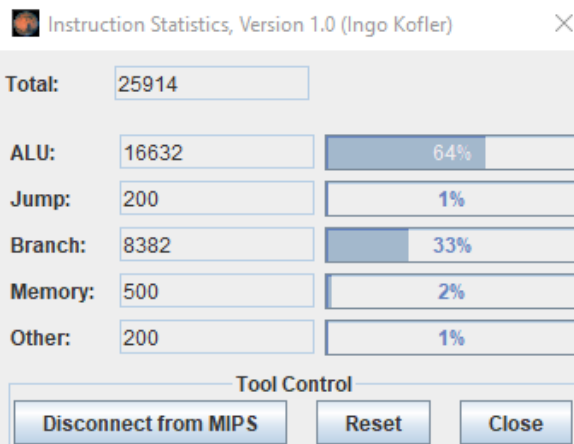 Instruction Statistics, Version 1.0 (Ingo Kofler)
Total: 25914
ALU: 16632 64%
Jump: 200 1%
Branch: 8382 33%
Memory: 500 2%
Other: 200 1%
Tool Control
Disconnect from MIPS Reset Close